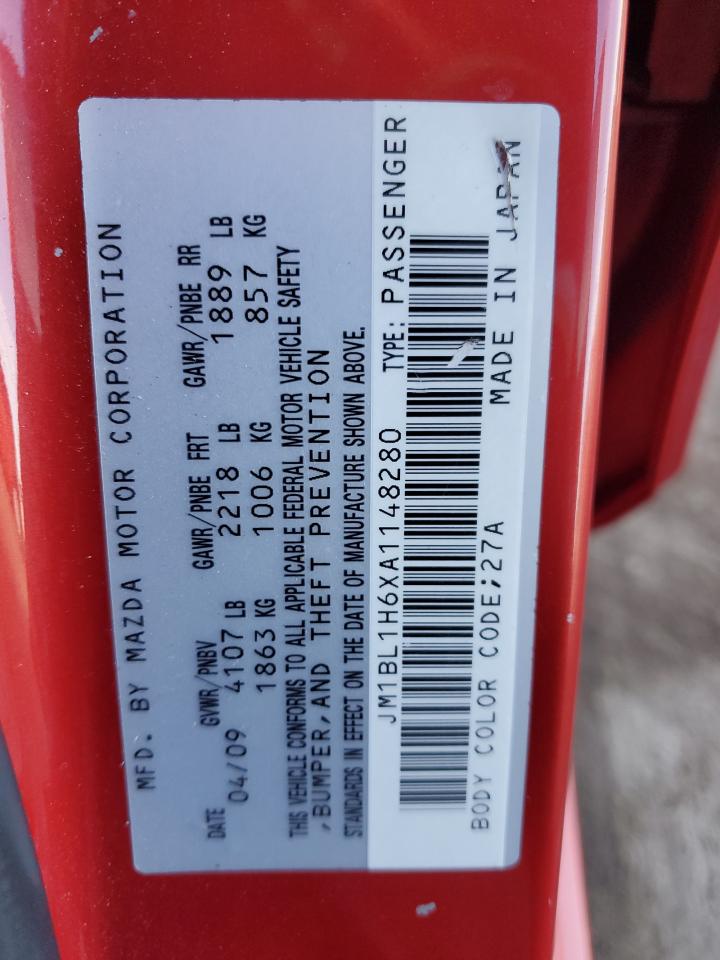 MFD. BY MAZDA MOTOR CORPORATION
DATE GVWR/PNBV GAWR/PNBE FRT GAWR/PNBE RR
04/09 4107 LB 2218 LB 1889 LB
1863 KG 1006 KG 857 KG
THIS VEHICLE CONFORMS TO ALL APPLICABLE FEDERAL MOTOR VEHICLE SAFETY
,BUMPER,AND THEFT PREVENTION
STANDARDS IN EFFECT ON THE DATE OF MANUFACTURE SHOWN ABOVE.
JM1BL1H6XA1148280 TYPE: PASSENGER
BODY COLOR CODE;27A MADE IN JAPAN